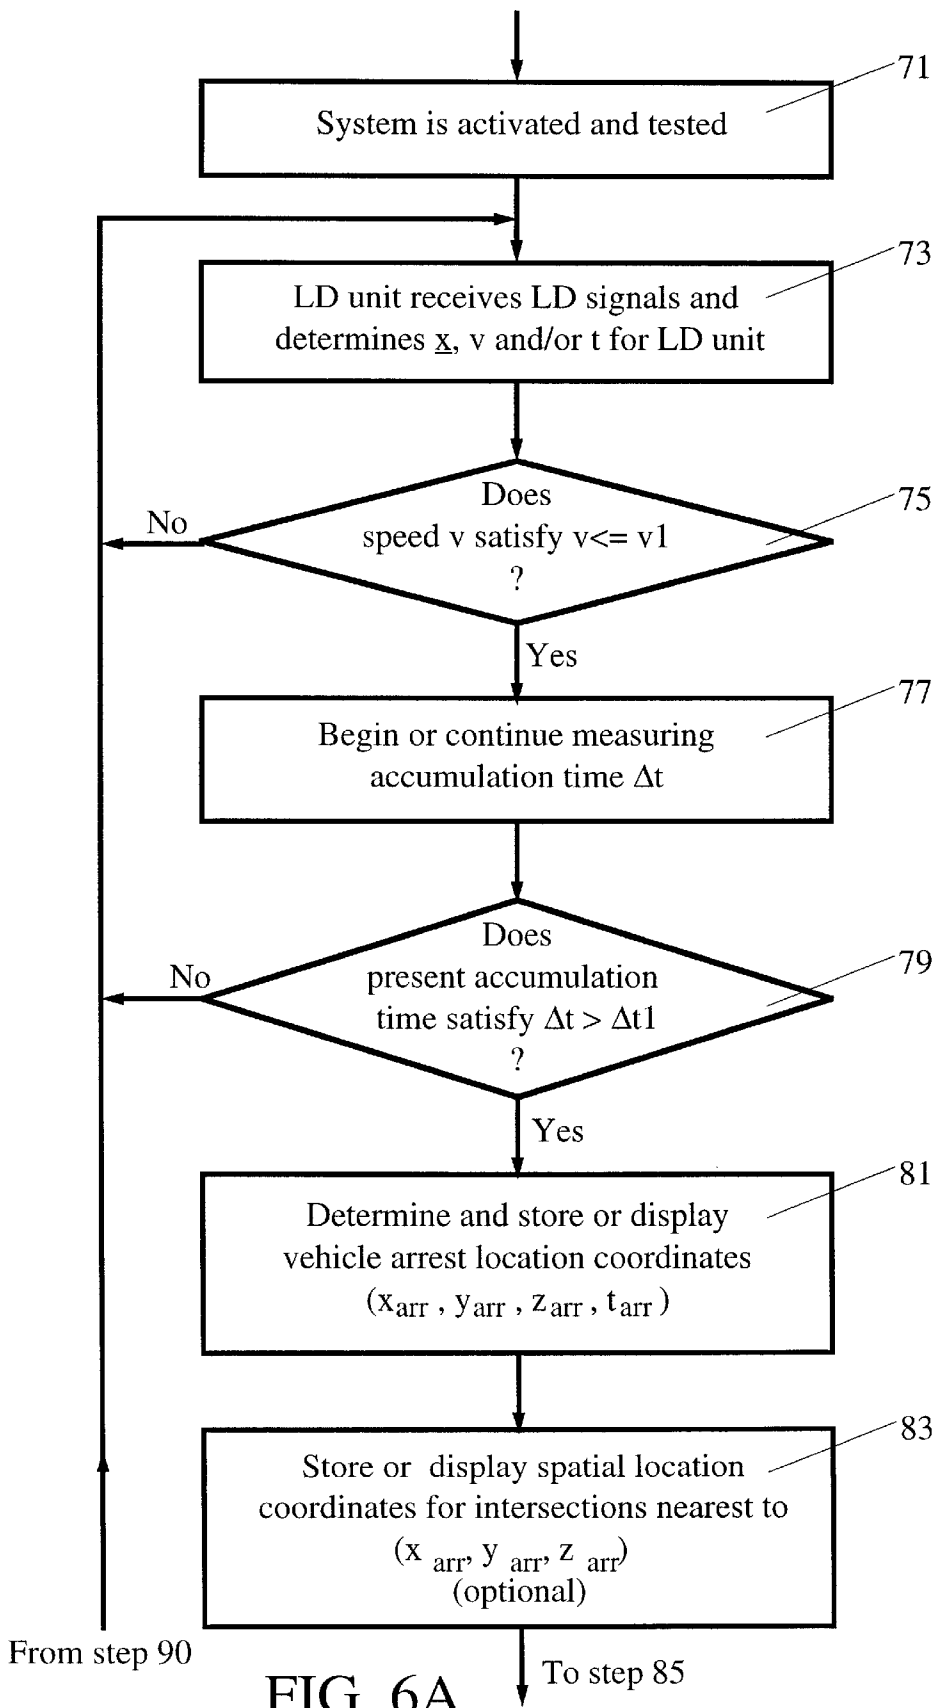 71
System is activated and tested
73
LD unit receives LD signals and
determines x, v and/or t for LD unit
75
Does
speed v satisfy v<= v1
?
No
Yes
77
Begin or continue measuring
accumulation time Δt
79
Does
present accumulation
time satisfy Δt > Δt1
?
No
Yes
81
Determine and store or display
vehicle arrest location coordinates
(xarr , yarr , zarr , tarr )
83
Store or display spatial location
coordinates for intersections nearest to
(x arr, y arr, z arr)
(optional)
From step 90
To step 85
FIG. 6A